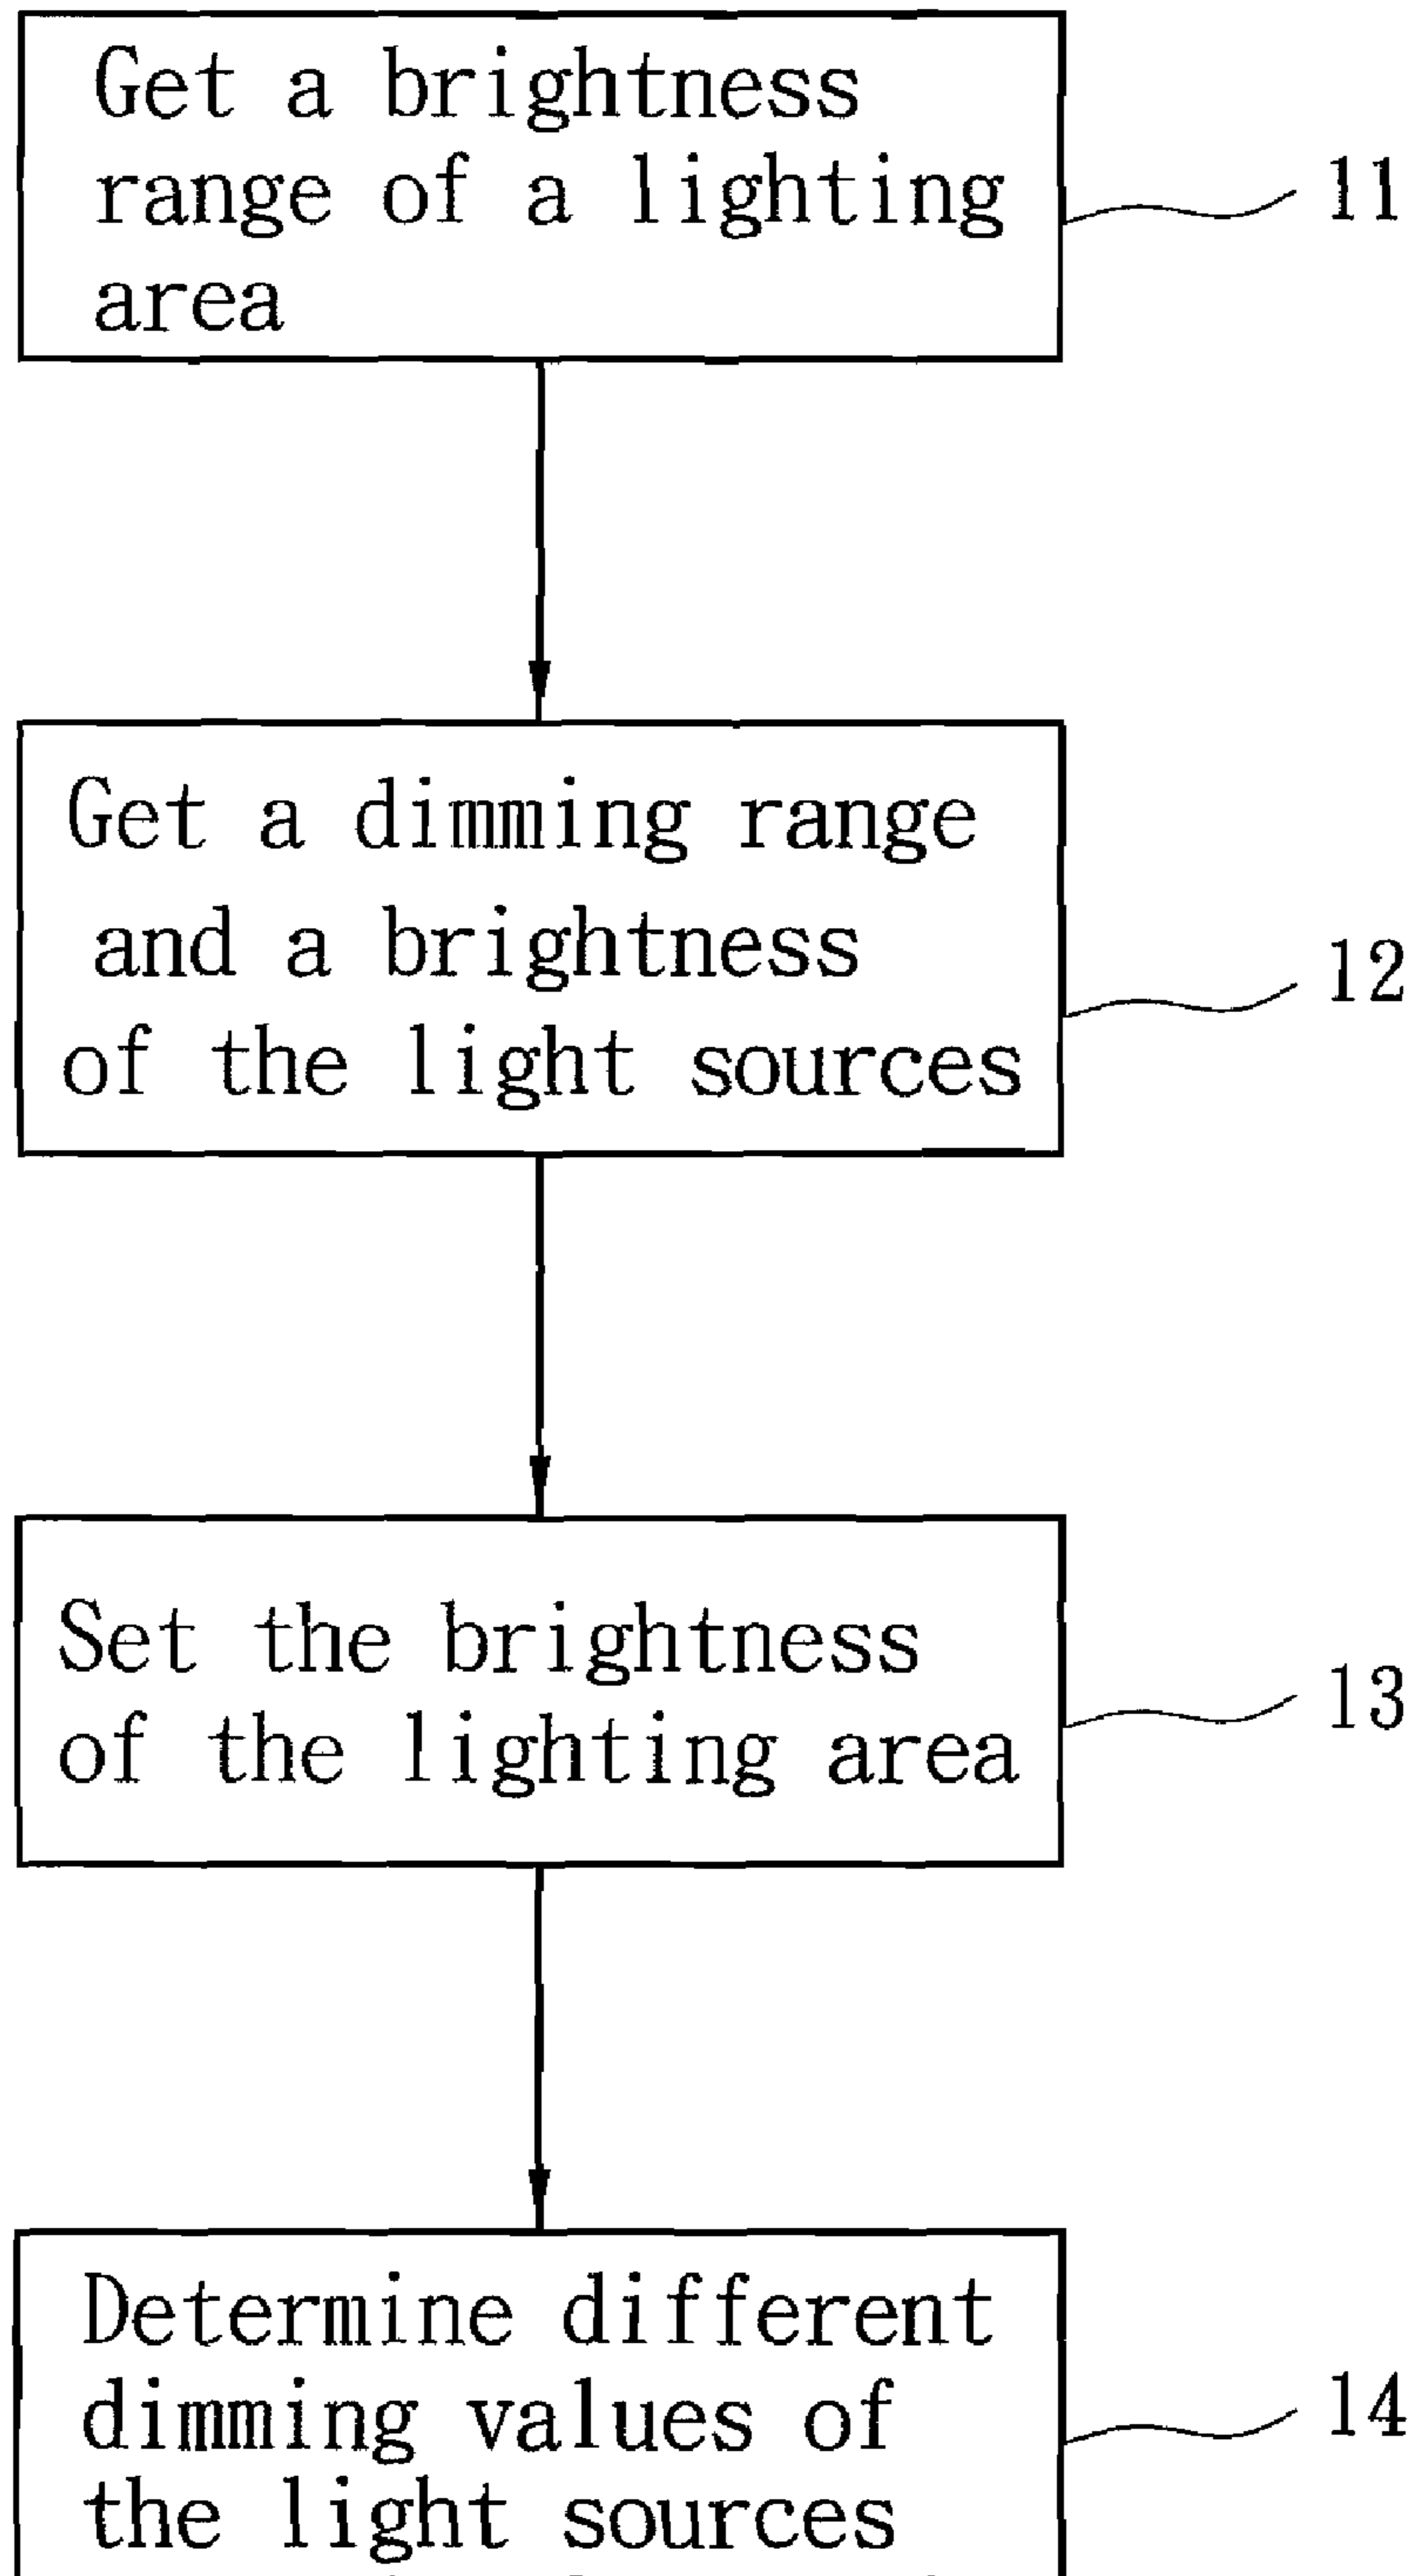 Get a brightness
range of a lighting
area
11
Get a dimming range
and a brightness
of the light sources
12
Set the brightness
of the lighting area
13
Determine different
dimming values of
the light sources
14